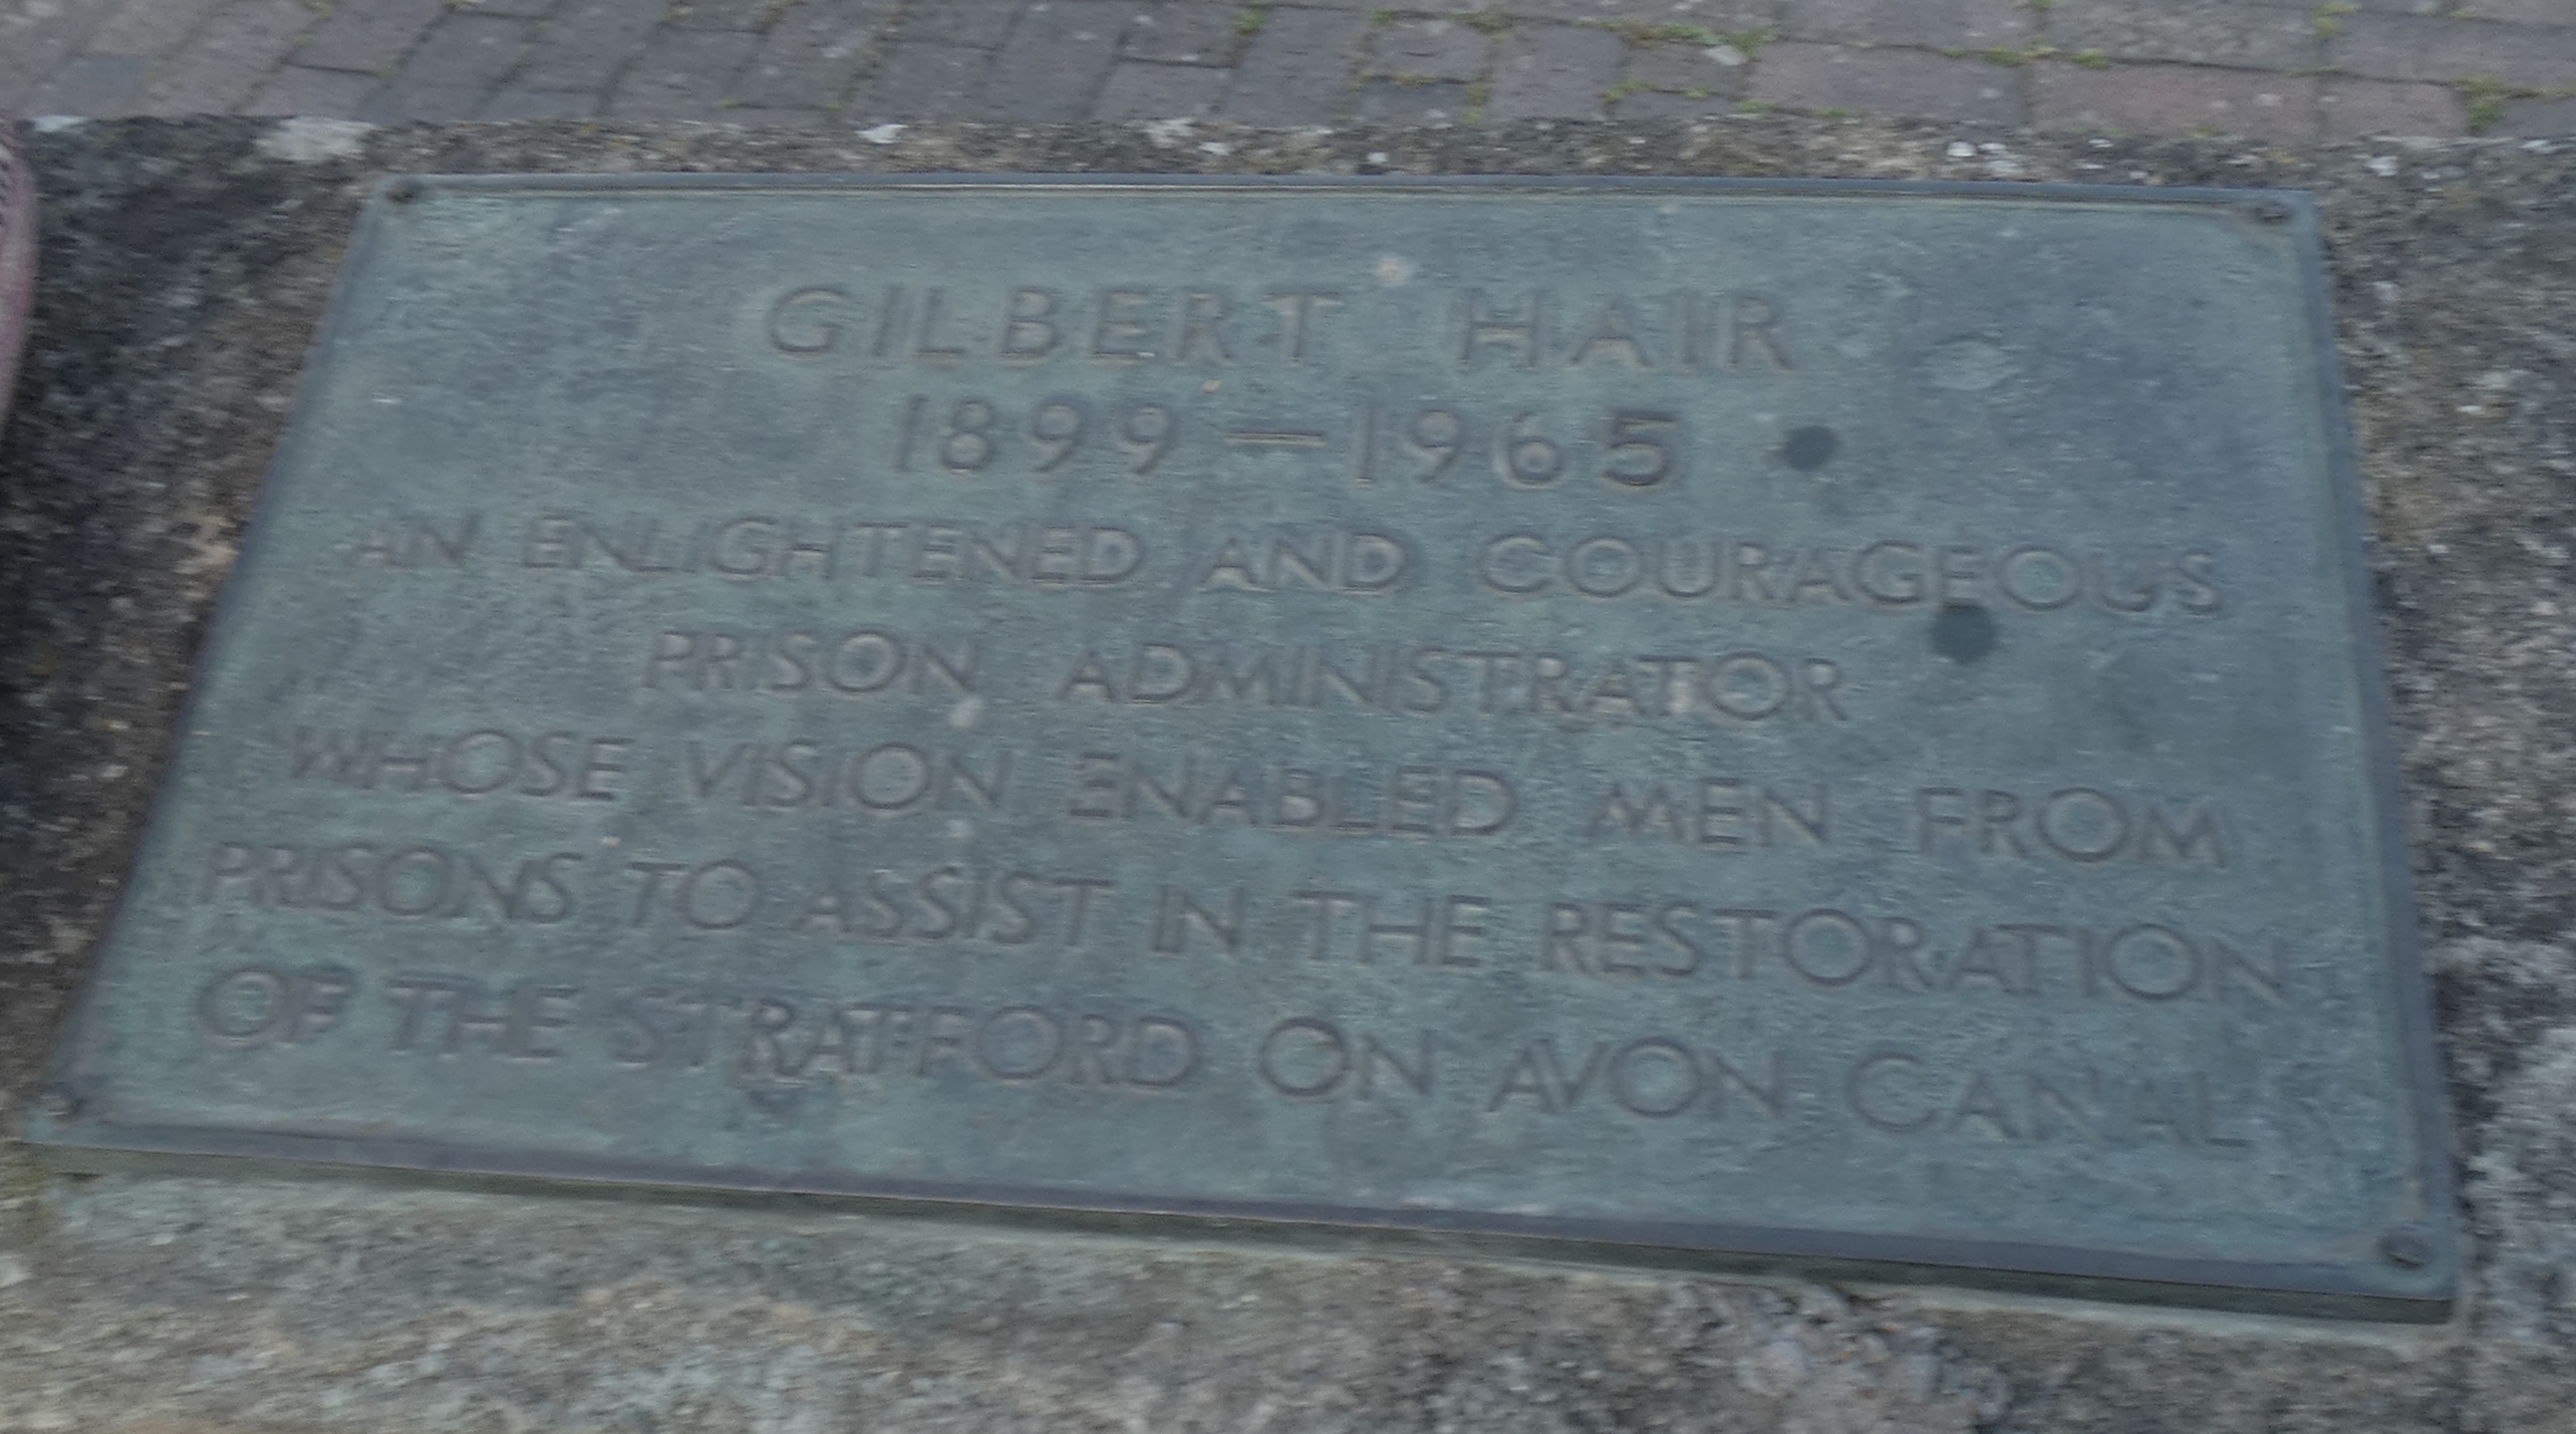 GILBERT HAIR
1899 — 1965
AN ENLIGHTENED AND COURAGEOUS
PRISON ADMINISTRATOR
WHOSE VISION ENABLED MEN FROM
PRISONS TO ASSIST IN THE RESTORATION
OF THE STRATFORD ON AVON CANAL